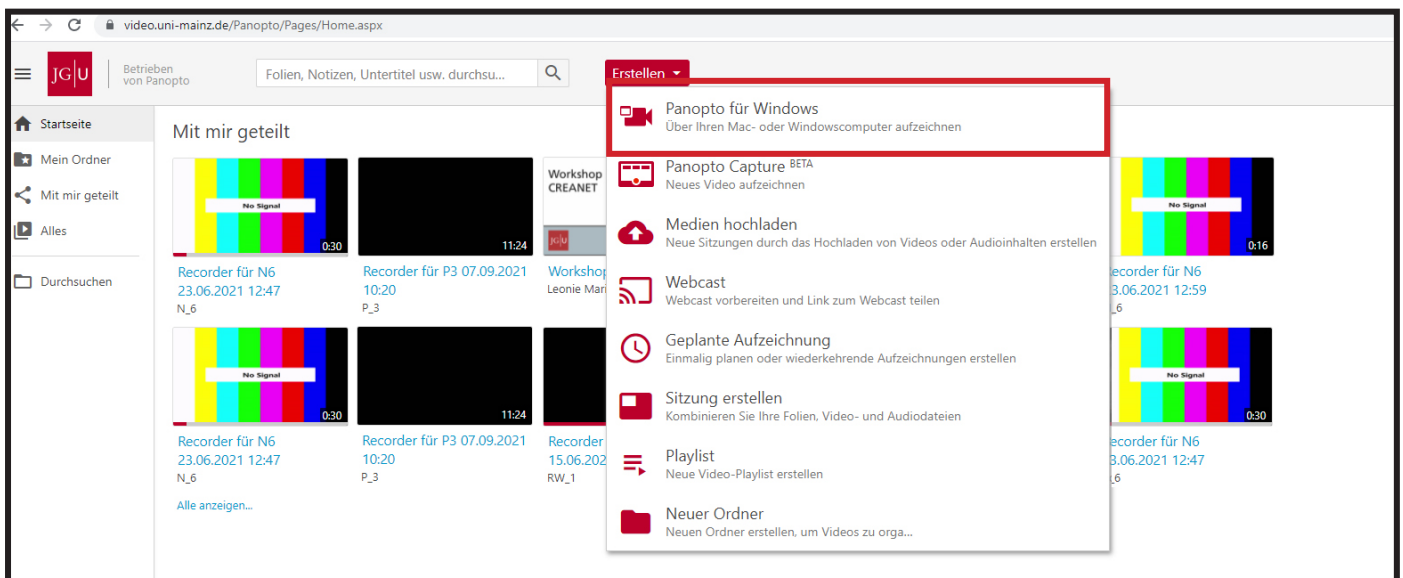 video.uni-mainz.de/Panopto/Pages/Home.aspx
JG|U
Betrieben
von Panopto
Folien, Notizen, Untertitel usw. durchsu...
Erstellen
Startseite
Mein Ordner
Mit mir geteilt
Alles
Durchsuchen
Mit mir geteilt
No Signal
0:30
Recorder für N6
23.06.2021 12:47
N_6
11:24
Recorder für P3 07.09.2021
10:20
P_3
Workshop
CREANET
JG|U
Workshop
Leonie Mari
No Signal
0:16
ecorder für N6
3.06.2021 12:59
_6
No Signal
0:30
Recorder für N6
23.06.2021 12:47
N_6
11:24
Recorder für P3 07.09.2021
10:20
P_3
Recorder
15.06.202
RW_1
No Signal
0:30
ecorder für N6
3.06.2021 12:47
_6
Alle anzeigen...
Panopto für Windows
Über Ihren Mac- oder Windowscomputer aufzeichnen
Panopto Capture BETA
Neues Video aufzeichnen
Medien hochladen
Neue Sitzungen durch das Hochladen von Videos oder Audioinhalten erstellen
Webcast
Webcast vorbereiten und Link zum Webcast teilen
Geplante Aufzeichnung
Einmalig planen oder wiederkehrende Aufzeichnungen erstellen
Sitzung erstellen
Kombinieren Sie Ihre Folien, Video- und Audiodateien
Playlist
Neue Video-Playlist erstellen
Neuer Ordner
Neuen Ordner erstellen, um Videos zu orga...